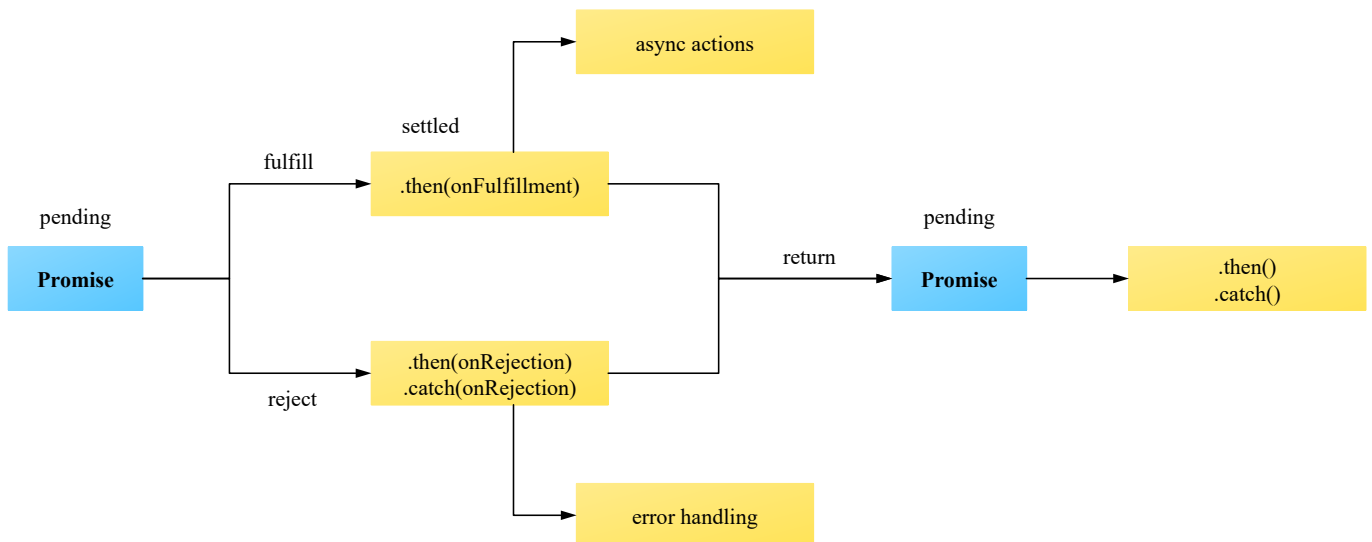 async actions
settled
fulfill
.then(onFulfillment)
pending
Promise
return
pending
Promise
.then()
.catch()
.then(onRejection)
.catch(onRejection)
reject
error handling